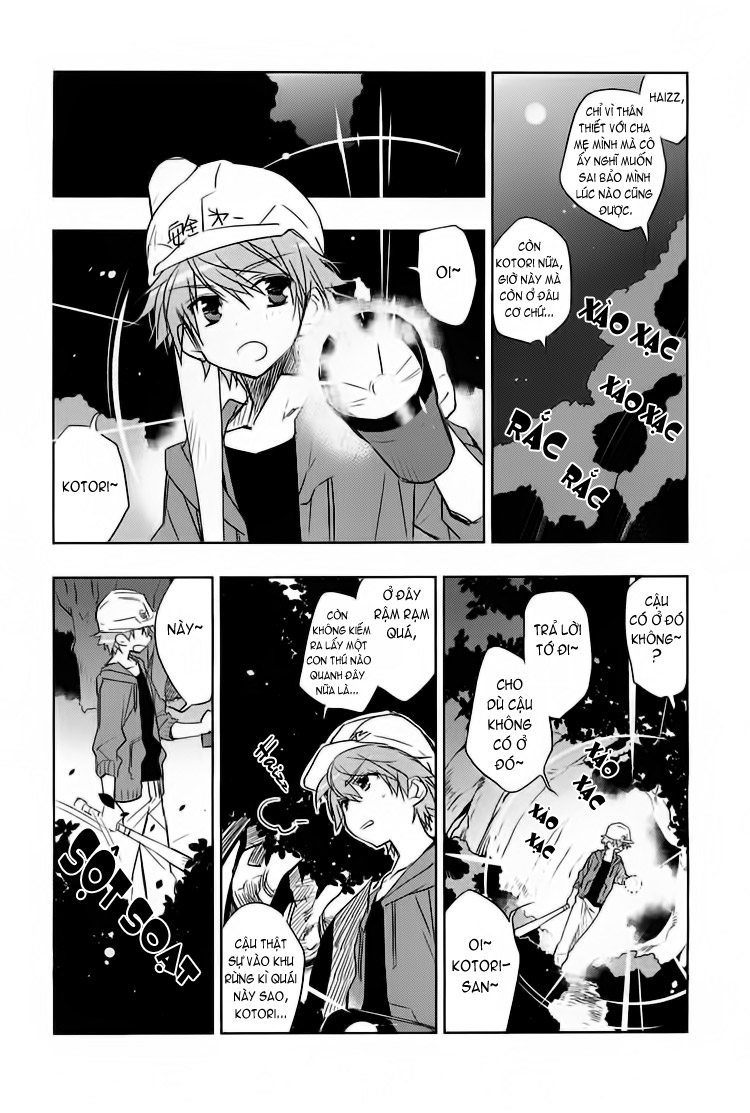 HAIZZ,
CHỈ VÌ THÂN
THIẾT VỚI CHA
MẸ MÌNH MÀ CÔ
ẤY NGHĨ MUỐN
SAI BẢO MÌNH
LÚC NÀO CŨNG
ĐƯỢC.
CÒN
KOTORI NỮA,
GIỜ NÀY MÀ
CÒN Ở ĐÂU
CƠ CHỨ...
XÀO XẠC
XÀO XẠC
RẮC RẮC
安全第一
OI~
KOTORI~
CẬU
CÓ Ở ĐÓ
KHÔNG~
?
TRẢ LỜI
TỚ ĐI~
CHO
DÙ CẬU
KHÔNG
CÓ Ở
ĐÓ~
XÀO
XẠC
XÀO
XẠC
OI~
KOTORI-
SAN~
Ở ĐÂY
RẬM RẠP
QUÁ,
CÒN
KHÔNG KIẾM
RA LẤY MỘT
CON THÚ NÀO
QUANH ĐÂY
NỮA LÀ...
Haizz
CẬU THẬT
SỰ VÀO KHU
RỪNG KÌ QUÁI
NÀY SAO,
KOTORI...
NÀY~
SỘT SOẠT